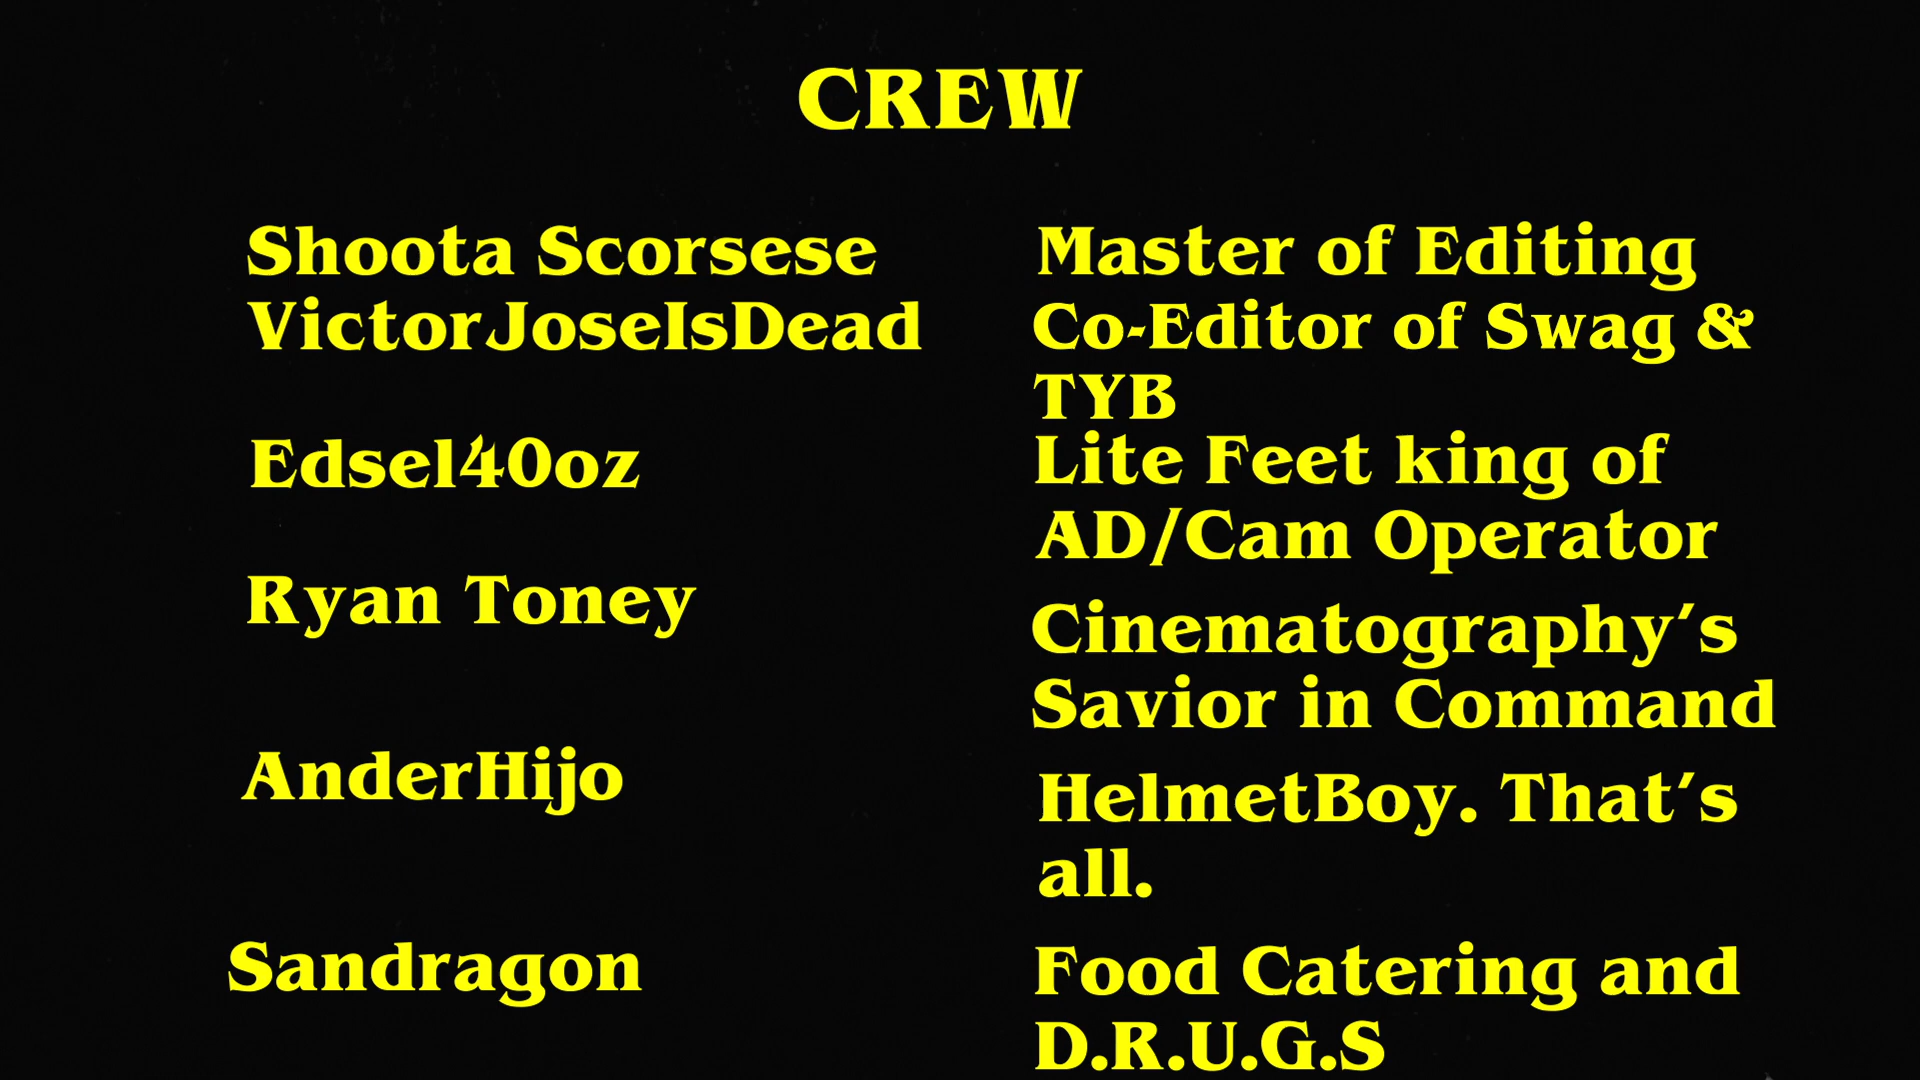 CREW
Shoota Scorsese
Master of Editing
VictorJoseIsDead
Co-Editor of Swag &
TYB
Edsel40oz
Lite Feet king of
AD/Cam Operator
Ryan Toney
Cinematography's
Savior in Command
AnderHijo
HelmetBoy. That's
all.
Sandragon
Food Catering and
D.R.U.G.S